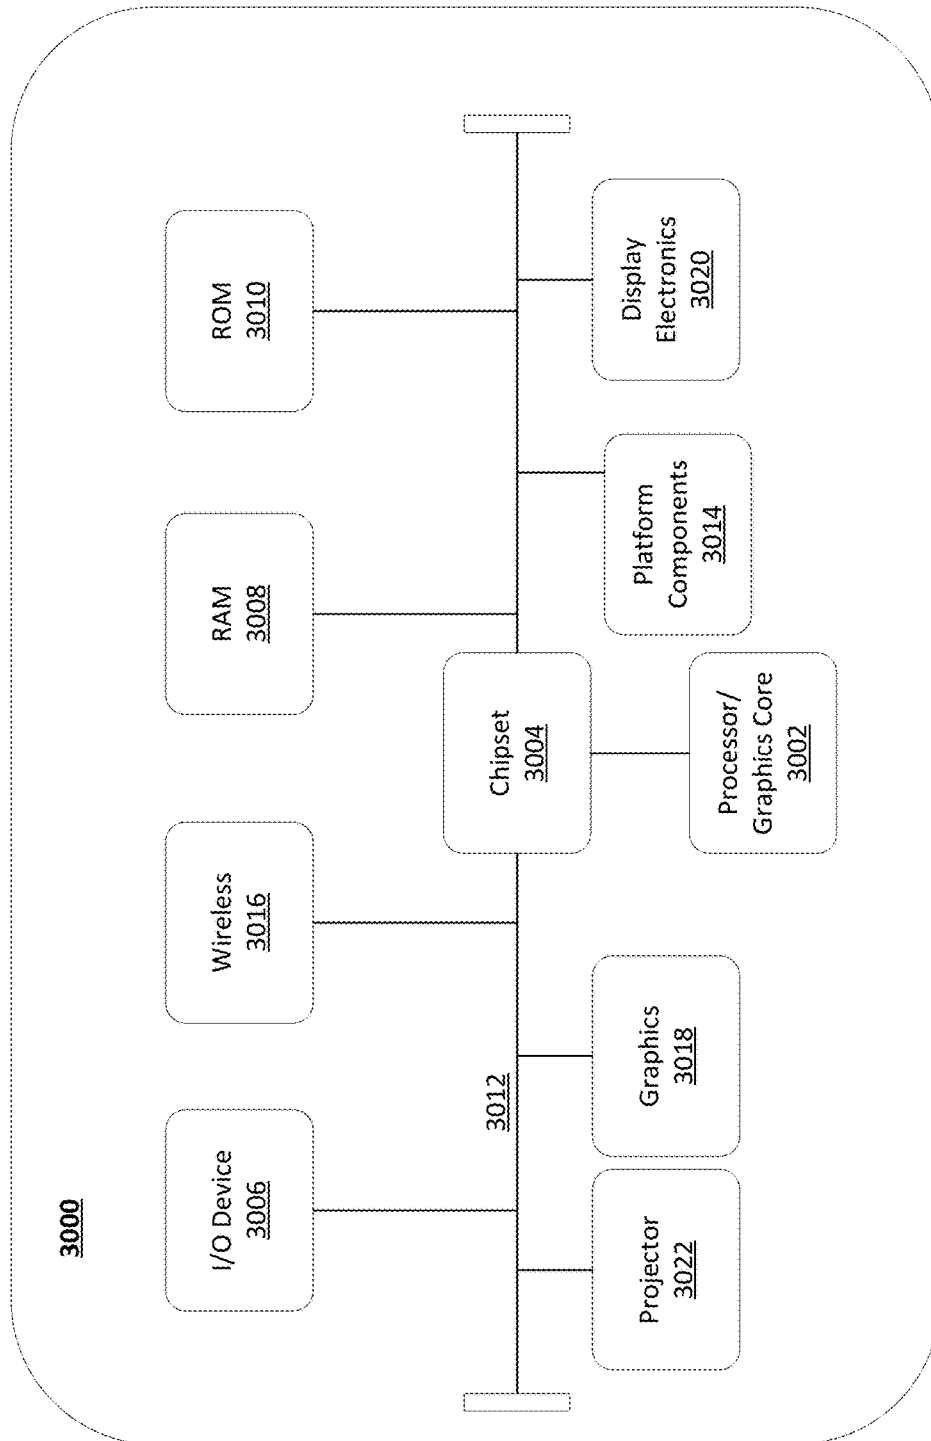 3000
I/O Device
3006
Wireless
3016
RAM
3008
ROM
3010
3012
Chipset
3004
Projector
3022
Graphics
3018
Processor/
Graphics Core
3002
Platform
Components
3014
Display
Electronics
3020